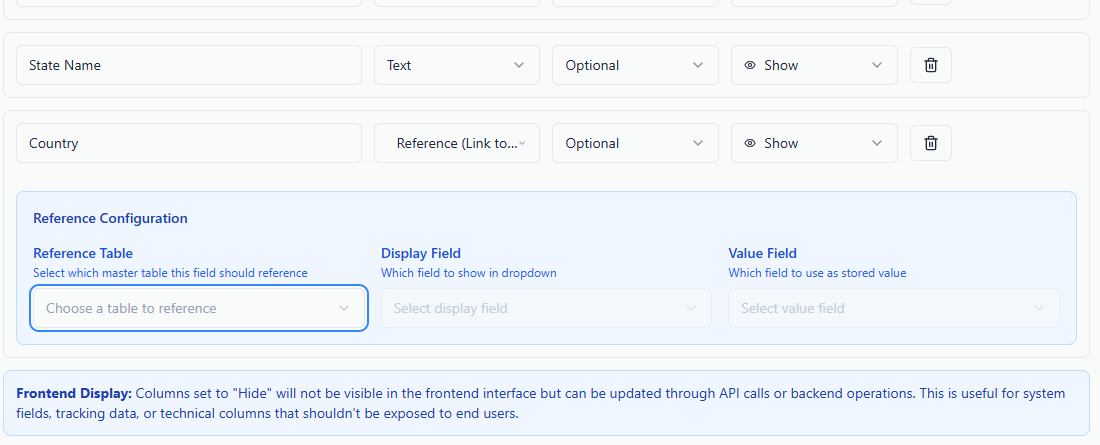 State Name Text Optional Show
Country Reference (Link to... Optional Show
Reference Configuration
Reference Table Display Field Value Field
Select which master table this field should reference Which field to show in dropdown Which field to use as stored value
Choose a table to reference Select display field Select value field
Frontend Display: Columns set to "Hide" will not be visible in the frontend interface but can be updated through API calls or backend operations. This is useful for system
fields, tracking data, or technical columns that shouldn't be exposed to end users.